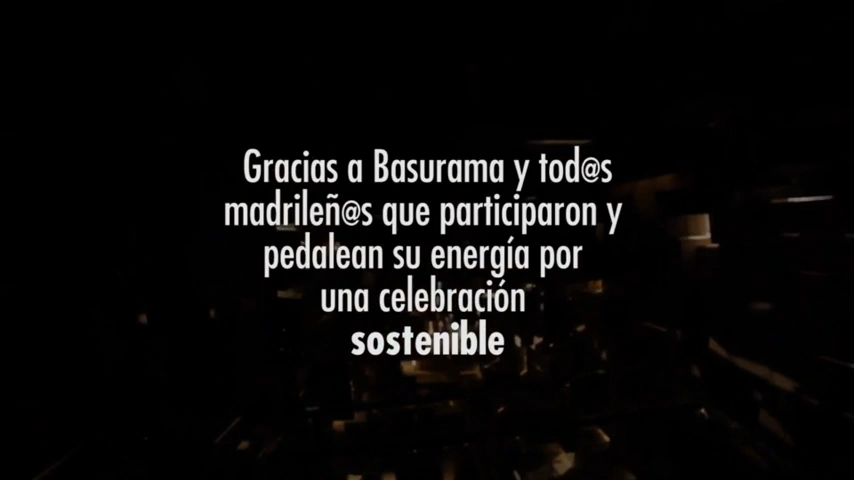 Gracias a Basurama y tod@s
madrileñ@s que participaron y
pedalean su energía por
una celebración
sostenible